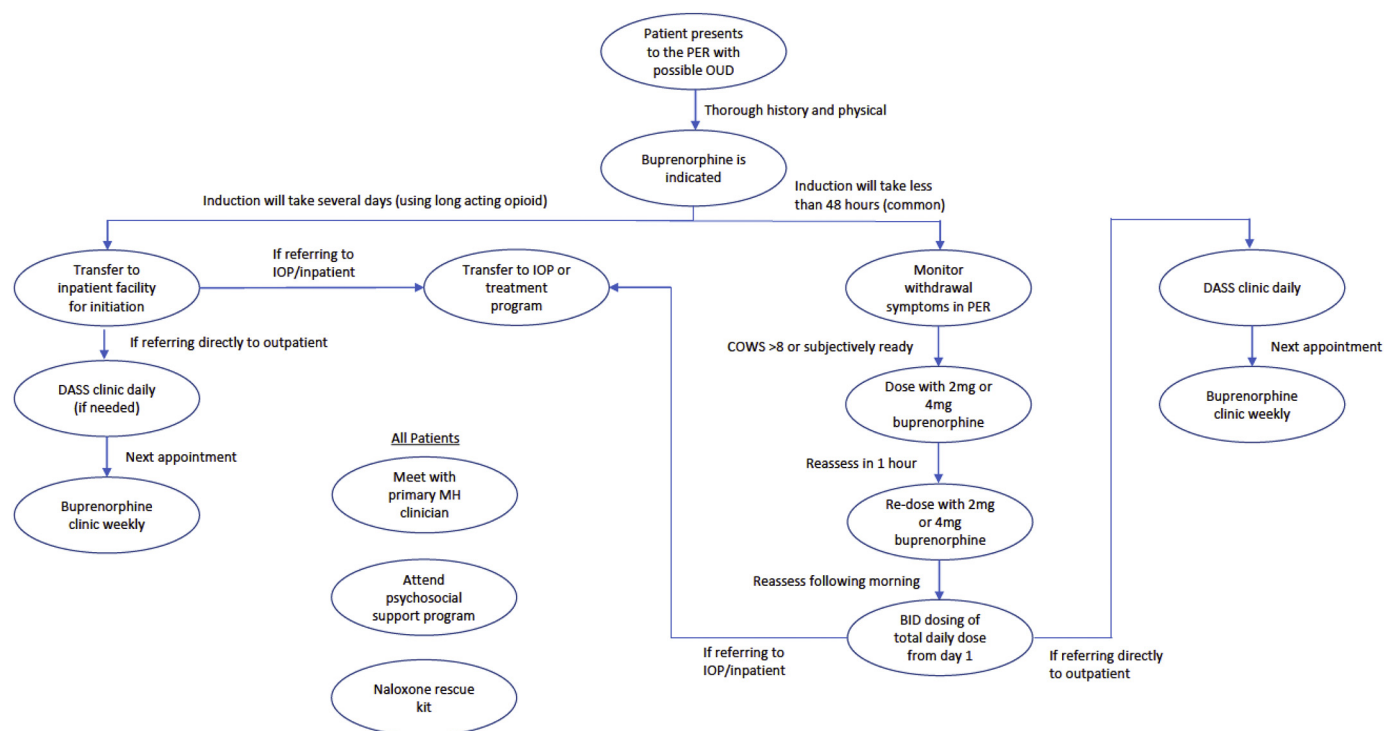 Patient presents
to the PER with
possible OUD
Thorough history and physical
Buprenorphine is
indicated
Induction will take several days (using long acting opioid)
Induction will take less
than 48 hours (common)
Transfer to
inpatient facility
for initiation
If referring to
IOP/inpatient
Transfer to IOP or
treatment
program
Monitor
withdrawal
symptoms in PER
DASS clinic daily
If referring directly to outpatient
COWS >8 or subjectively ready
Next appointment
DASS clinic daily
(if needed)
Dose with 2mg or
4mg
buprenorphine
Buprenorphine
clinic weekly
Next appointment
All Patients
Reassess in 1 hour
Buprenorphine
clinic weekly
Meet with
primary MH
clinician
Re-dose with 2mg
or 4mg
buprenorphine
Reassess following morning
Attend
psychosocial
support program
BID dosing of
total daily dose
from day 1
If referring to
IOP/inpatient
If referring directly
to outpatient
Naloxone rescue
kit